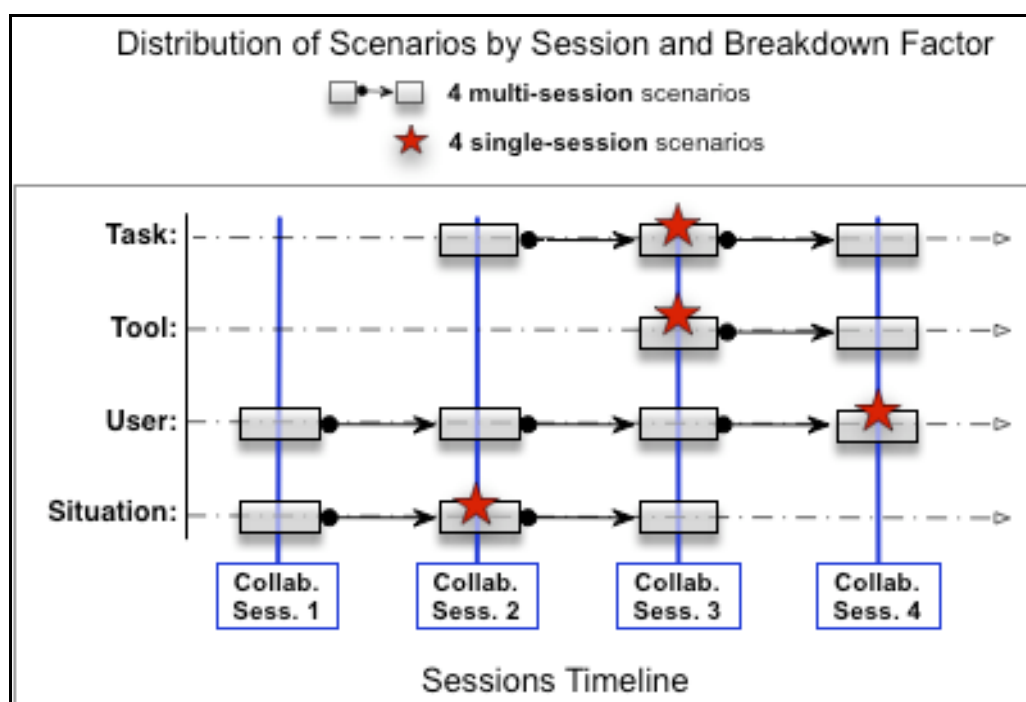 Distribution of Scenarios by Session and Breakdown Factor
4 multi-session scenarios
4 single-session scenarios
Task:
Tool:
User:
Situation:
Collab.
Sess. 1
Collab.
Sess. 2
Collab.
Sess. 3
Collab.
Sess. 4
Sessions Timeline